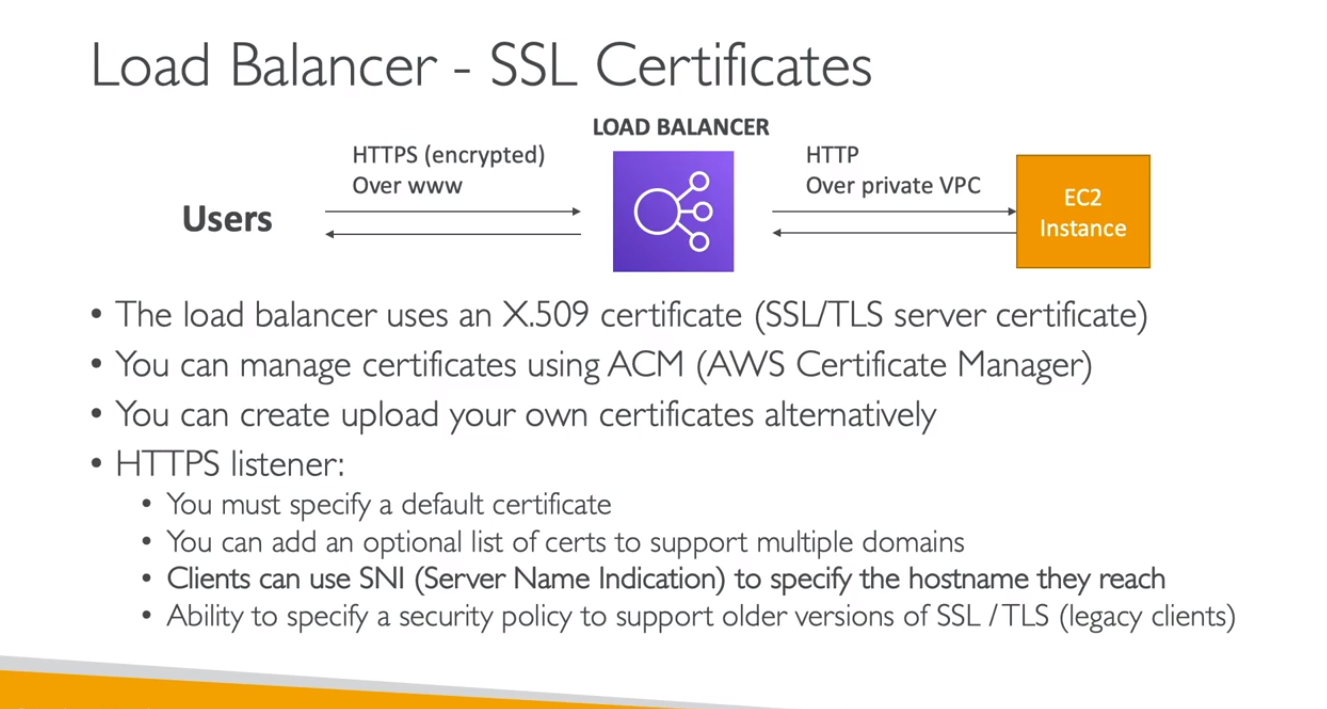 Load Balancer - SSL Certificates
LOAD BALANCER
HTTPS (encrypted)
Over www
HTTP
Over private VPC
Users
EC2
Instance
• The load balancer uses an X.509 certificate (SSL/TLS server certificate)
• You can manage certificates using ACM (AWS Certificate Manager)
• You can create upload your own certificates alternatively
• HTTPS listener:
• You must specify a default certificate
• You can add an optional list of certs to support multiple domains
• Clients can use SNI (Server Name Indication) to specify the hostname they reach
• Ability to specify a security policy to support older versions of SSL / TLS (legacy clients)